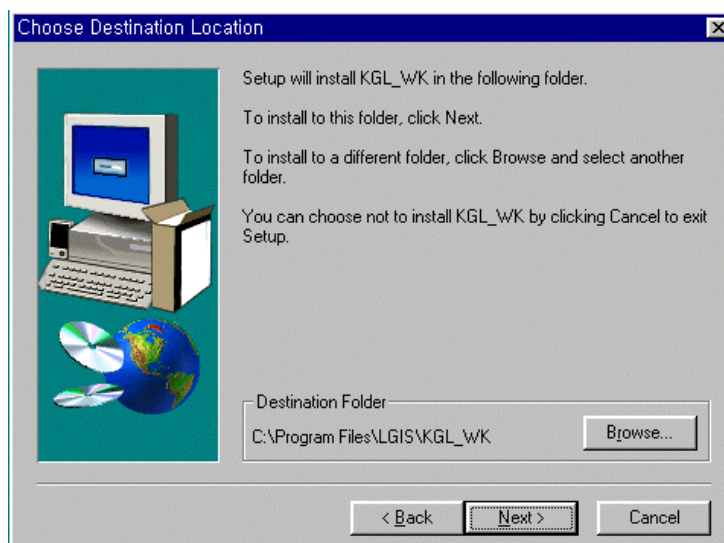 Choose Destination Location
Setup will install KGL_WK in the following folder.
To install to this folder, click Next.
To install to a different folder, click Browse and select another
folder.
You can choose not to install KGL_WK by clicking Cancel to exit
Setup.
Destination Folder
C:\Program Files\LGIS\KGL_WK
Browse...
< Back
Next >
Cancel